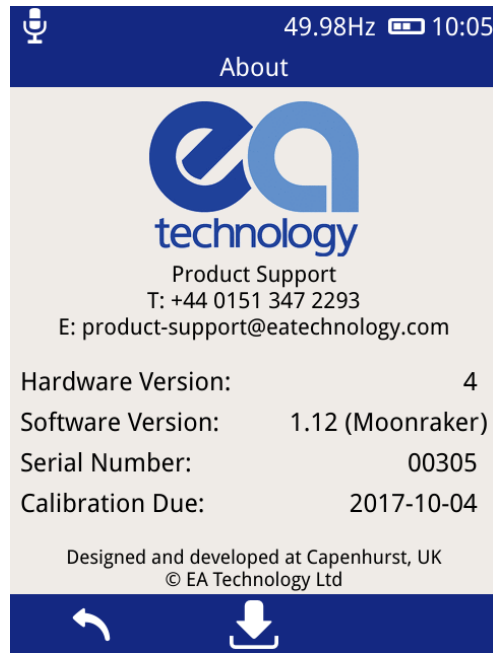 49.98Hz 10:05
About
ea
technology
Product Support
T: +44 0151 347 2293
E: product-support@eatechnology.com
Hardware Version: 4
Software Version: 1.12 (Moonraker)
Serial Number: 00305
Calibration Due: 2017-10-04
Designed and developed at Capenhurst, UK
© EA Technology Ltd